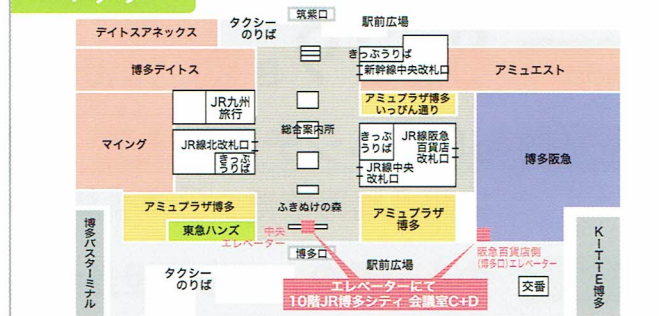 筑紫口
タクシー
のりば
駅前広場
デイトスアネックス
きっぷうりば
新幹線中央改札口
博多デイトス
アミュエスト
JR九州
旅行
アミュプラザ博多
いっぴん通り
総合案内所
マイング
JR線北改札口
きっぷ
うりば
きっぷ
うりば
JR線阪急
百貨店
改札口
JR線中央
改札口
博多阪急
アミュプラザ博多
東急ハンズ
ふきぬけの森
アミュプラザ
博多
中央
エレベーター
博多口
駅前広場
阪急百貨店側
(博多口)エレベーター
博多バスターミナル
KITTE博多
タクシー
のりば
エレベーターにて
10階JR博多シティ 会議室C+D
交番